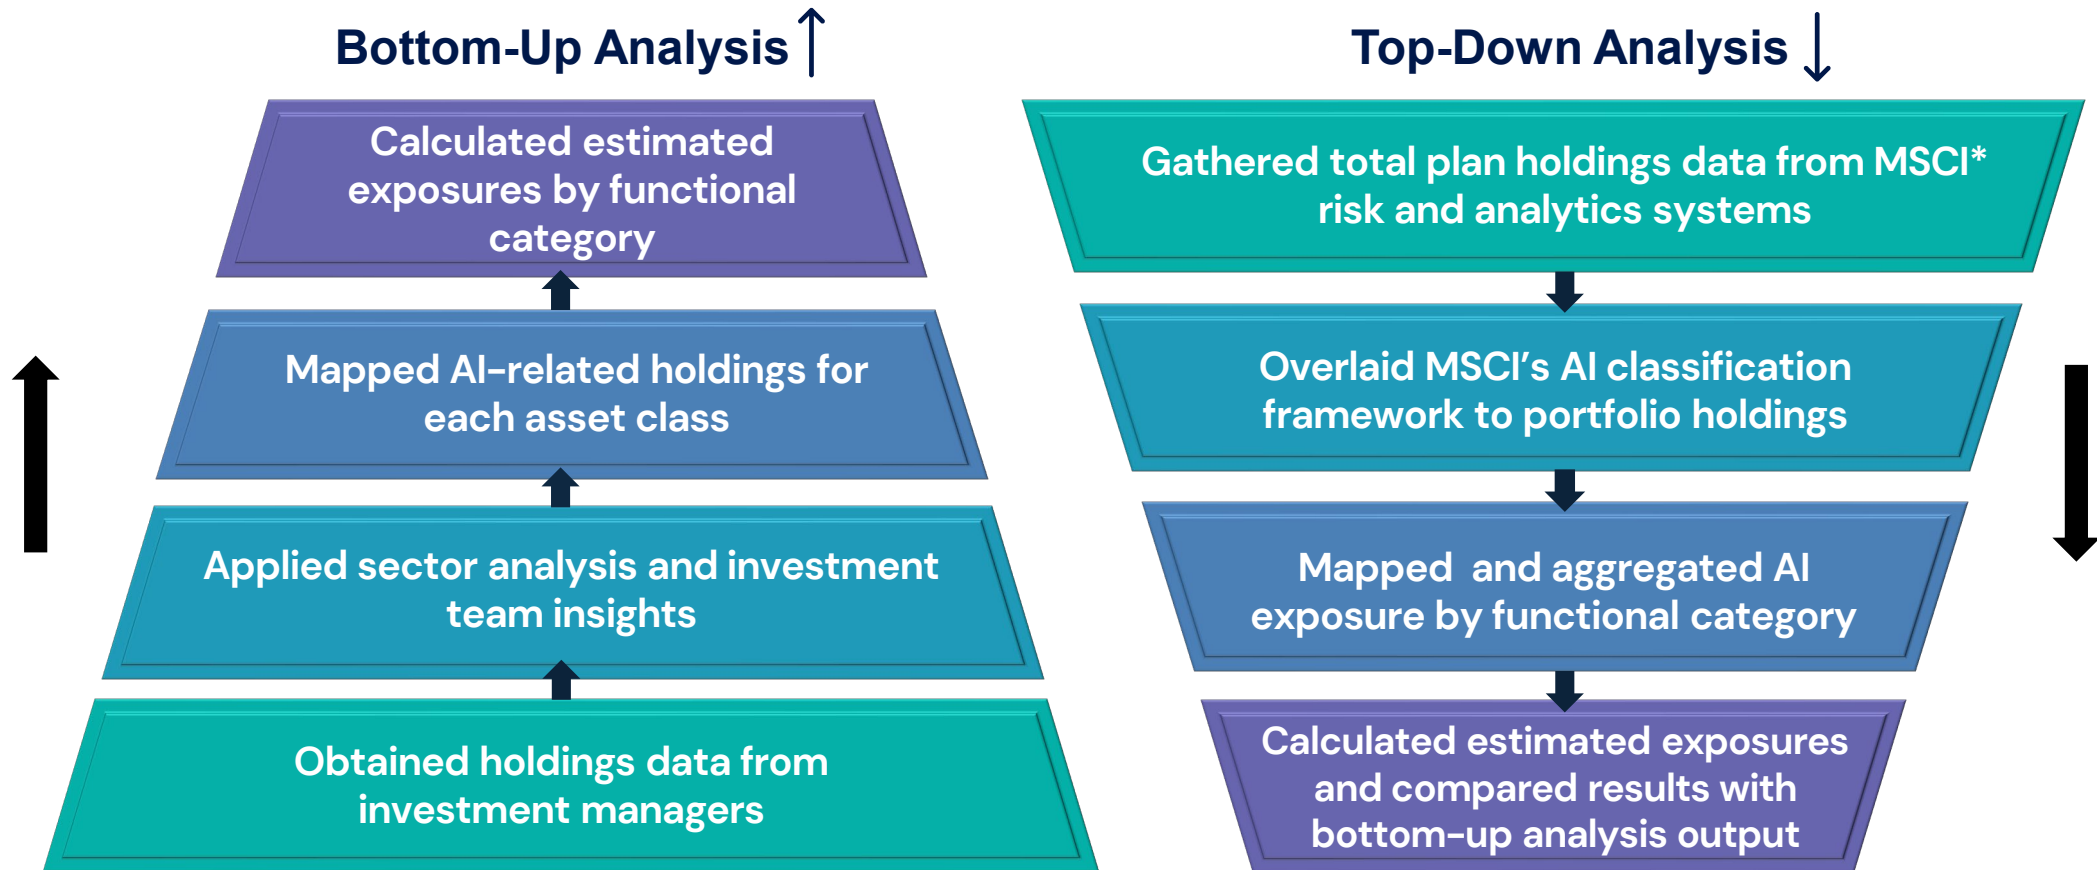 Bottom-Up Analysis
Calculated estimated
exposures by functional
category
Mapped AI-related holdings for
each asset class
Applied sector analysis and investment
team insights
Obtained holdings data from
investment managers
Top-Down Analysis
Gathered total plan holdings data from MSCI*
risk and analytics systems
Overlaid MSCI’s AI classification
framework to portfolio holdings
Mapped  and aggregated AI
exposure by functional category
Calculated estimated exposures
and compared results with
bottom-up analysis output